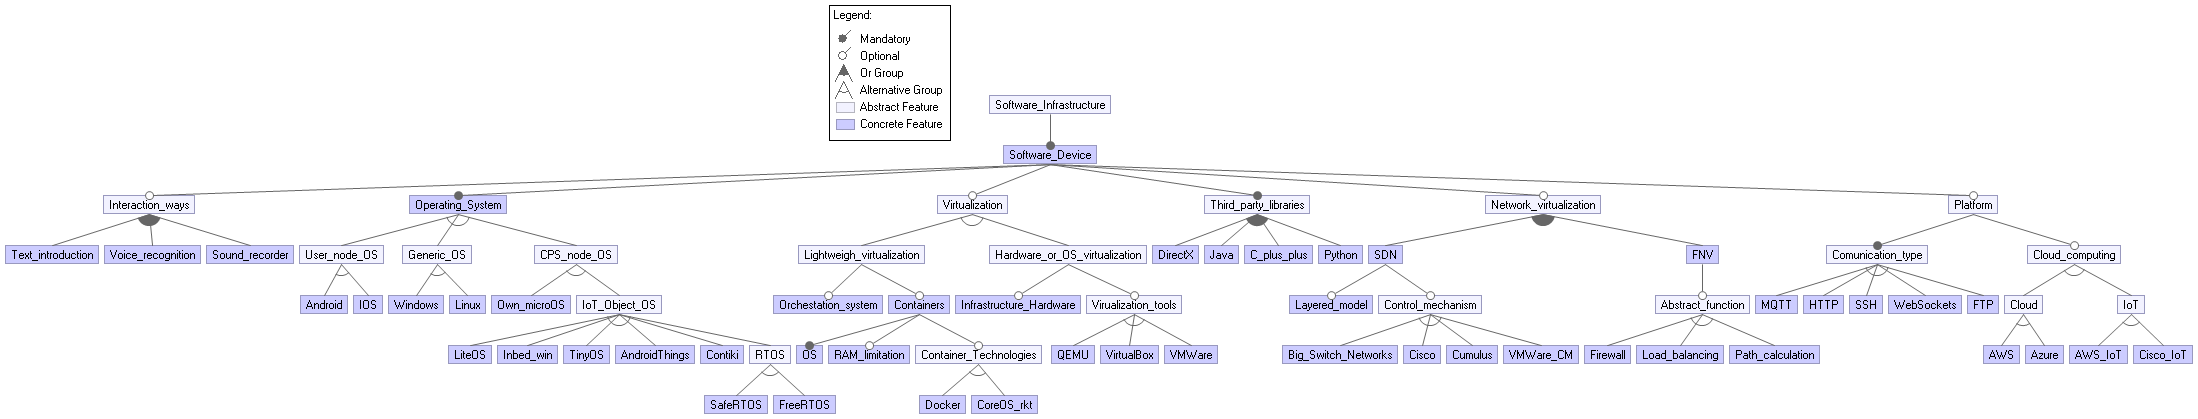 Legend:
Mandatory
Optional
Or Group
Alternative Group
Abstract Feature
Concrete Feature
Software_Infrastructure
Software_Device
Interaction_ways
Operating_System
Virtualization
Third_party_libraries
Network_virtualization
Platform
Text_introduction
Voice_recognition
Sound_recorder
User_node_OS
Generic_OS
CPS_node_OS
Lightweigh_virtualization
Hardware_or_OS_virtualization
DirectX
Java
C_plus_plus
Python
SDN
FNV
Comunication_type
Cloud_computing
Android
IOS
Windows
Linux
Own_microOS
IoT_Object_OS
Orchestation_system
Containers
Infrastructure_Hardware
Virualization_tools
Layered_model
Control_mechanism
Abstract_function
MQTT
HTTP
SSH
WebSockets
FTP
Cloud
IoT
LiteOS
Inbed_win
TinyOS
AndroidThings
Contiki
RTOS
OS
RAM_limitation
Container_Technologies
QEMU
VirtualBox
VMWare
Big_Switch_Networks
Cisco
Cumulus
VMWare_CM
Firewall
Load_balancing
Path_calculation
AWS
Azure
AWS_IoT
Cisco_IoT
SafeRTOS
FreeRTOS
Docker
CoreOS_rkt